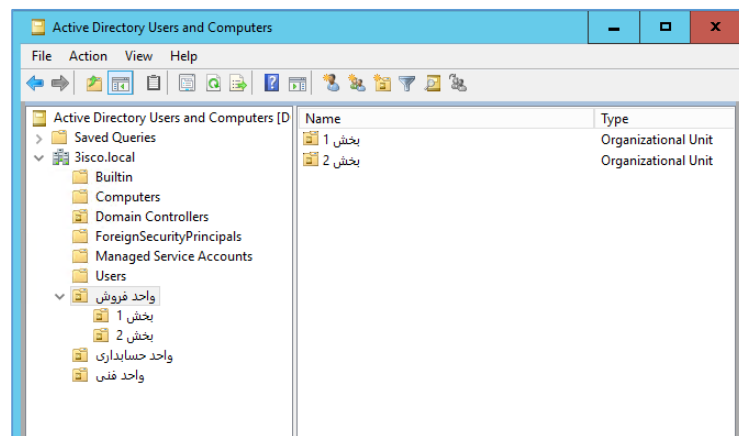 Active Directory Users and Computers
File Action View Help
Active Directory Users and Computers [D
Saved Queries
3isco.local
Builtin
Computers
Domain Controllers
ForeignSecurityPrincipals
Managed Service Accounts
Users
واحد فروش
بخش 1
بخش 2
واحد حسابداری
واحد فنی
Name Type
بخش 1 Organizational Unit
بخش 2 Organizational Unit